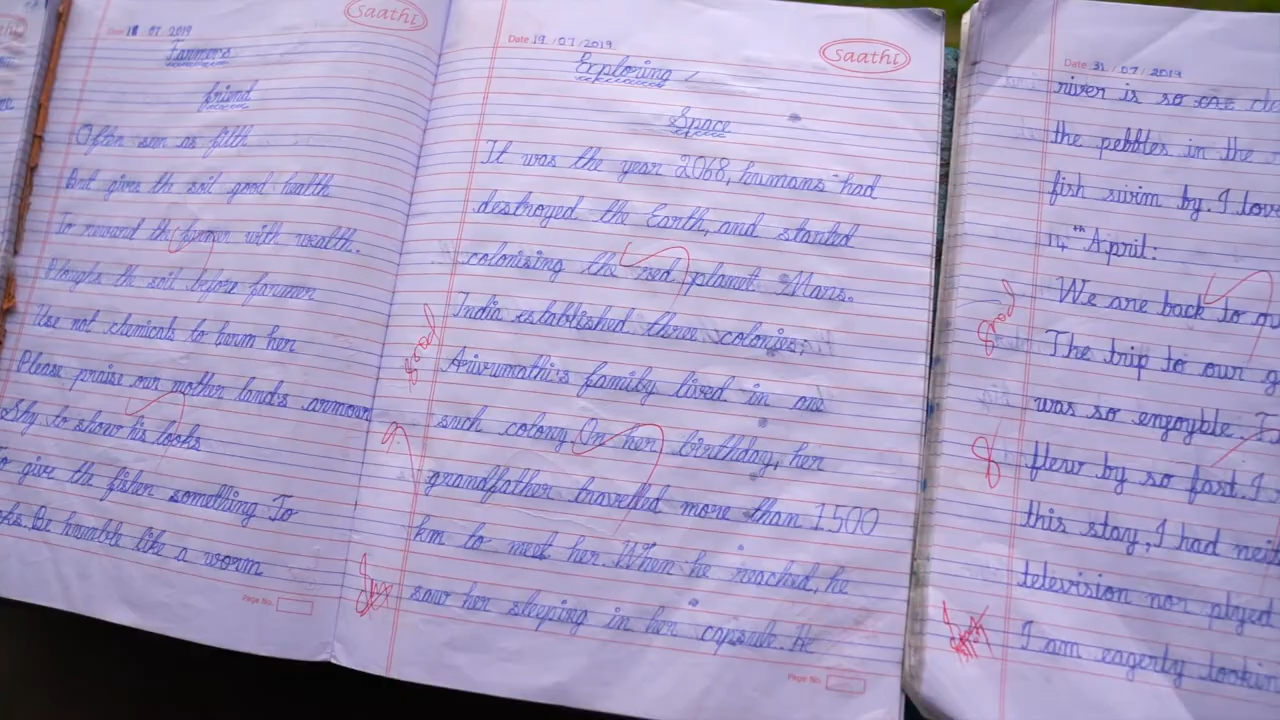 Saathi
Date 18 / 07 / 2019
Farmer's
friend
Often seen as filth
But gives the soil good health
To reward the farmer with wealth.
Ploughs the soil before farmer
Use not chemicals to harm her
Please praise our mother land's armour
Shy to show his looks
To give the fisher something To
Be humble like a worm
Page No.
Saathi
Date 19 / 07 / 2019
Exploring
Space
It was the year 2068, humans had
destroyed the Earth, and started
colonising the red planet Mars.
India established three colonies,
good
Arivumathi's family lived in one
such colony. On her birthday, her
grandfather travelled more than 1500
km to meet her. When he reached, he
saw her sleeping in her capsule. He
Page No.
Date 31 / 07 / 2019
river is so
the pebbles in the
fish swim by. I
14th April:
We are back to
good
The trip to our
was so enjoyble.
flew by so fast. I
this stay, I had
television nor played
I am eagerly